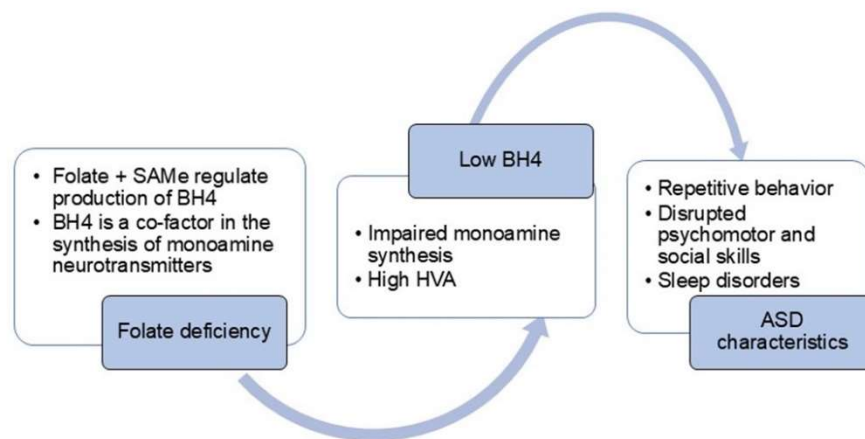 • Folate + SAMe regulate
production of BH4
• BH4 is a co-factor in the
synthesis of monoamine
neurotransmitters
Folate deficiency
Low BH4
• Impaired monoamine
synthesis
• High HVA
• Repetitive behavior
• Disrupted
psychomotor and
social skills
• Sleep disorders
ASD
characteristics